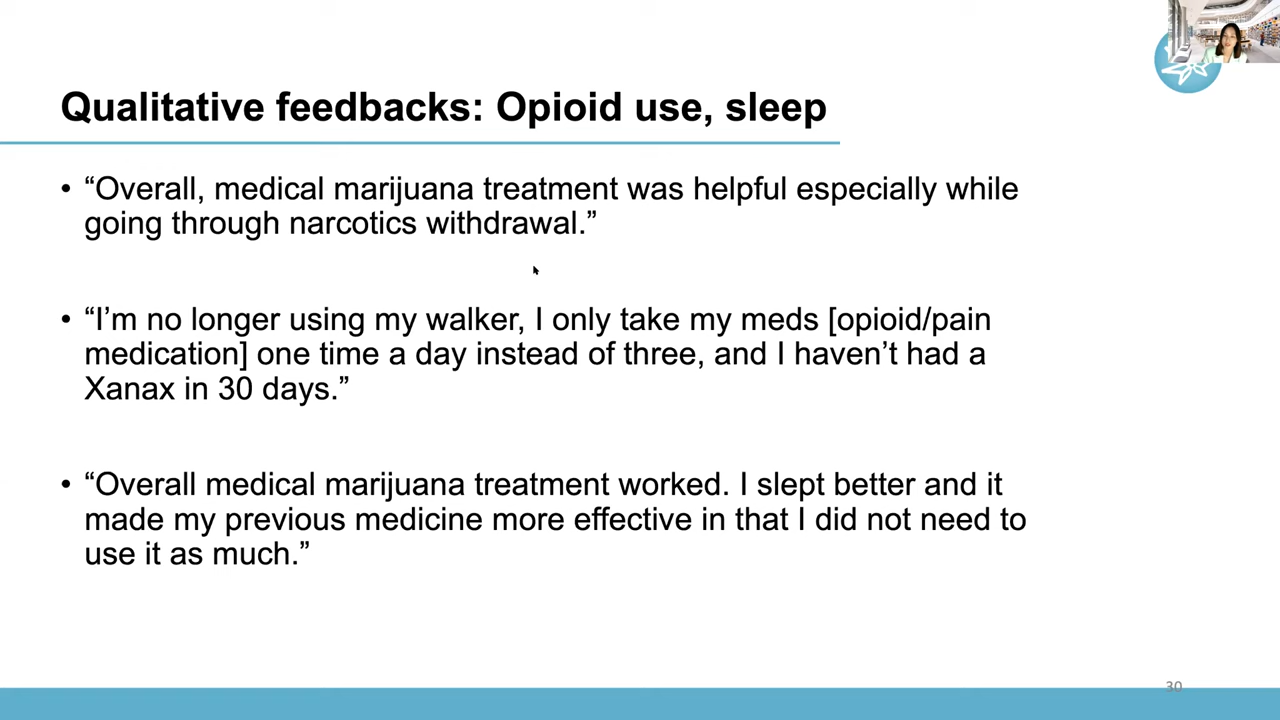 Qualitative feedbacks: Opioid use, sleep
• “Overall, medical marijuana treatment was helpful especially while
going through narcotics withdrawal.”
• “I’m no longer using my walker, I only take my meds [opioid/pain
medication] one time a day instead of three, and I haven’t had a
Xanax in 30 days.”
• “Overall medical marijuana treatment worked. I slept better and it
made my previous medicine more effective in that I did not need to
use it as much.”
30